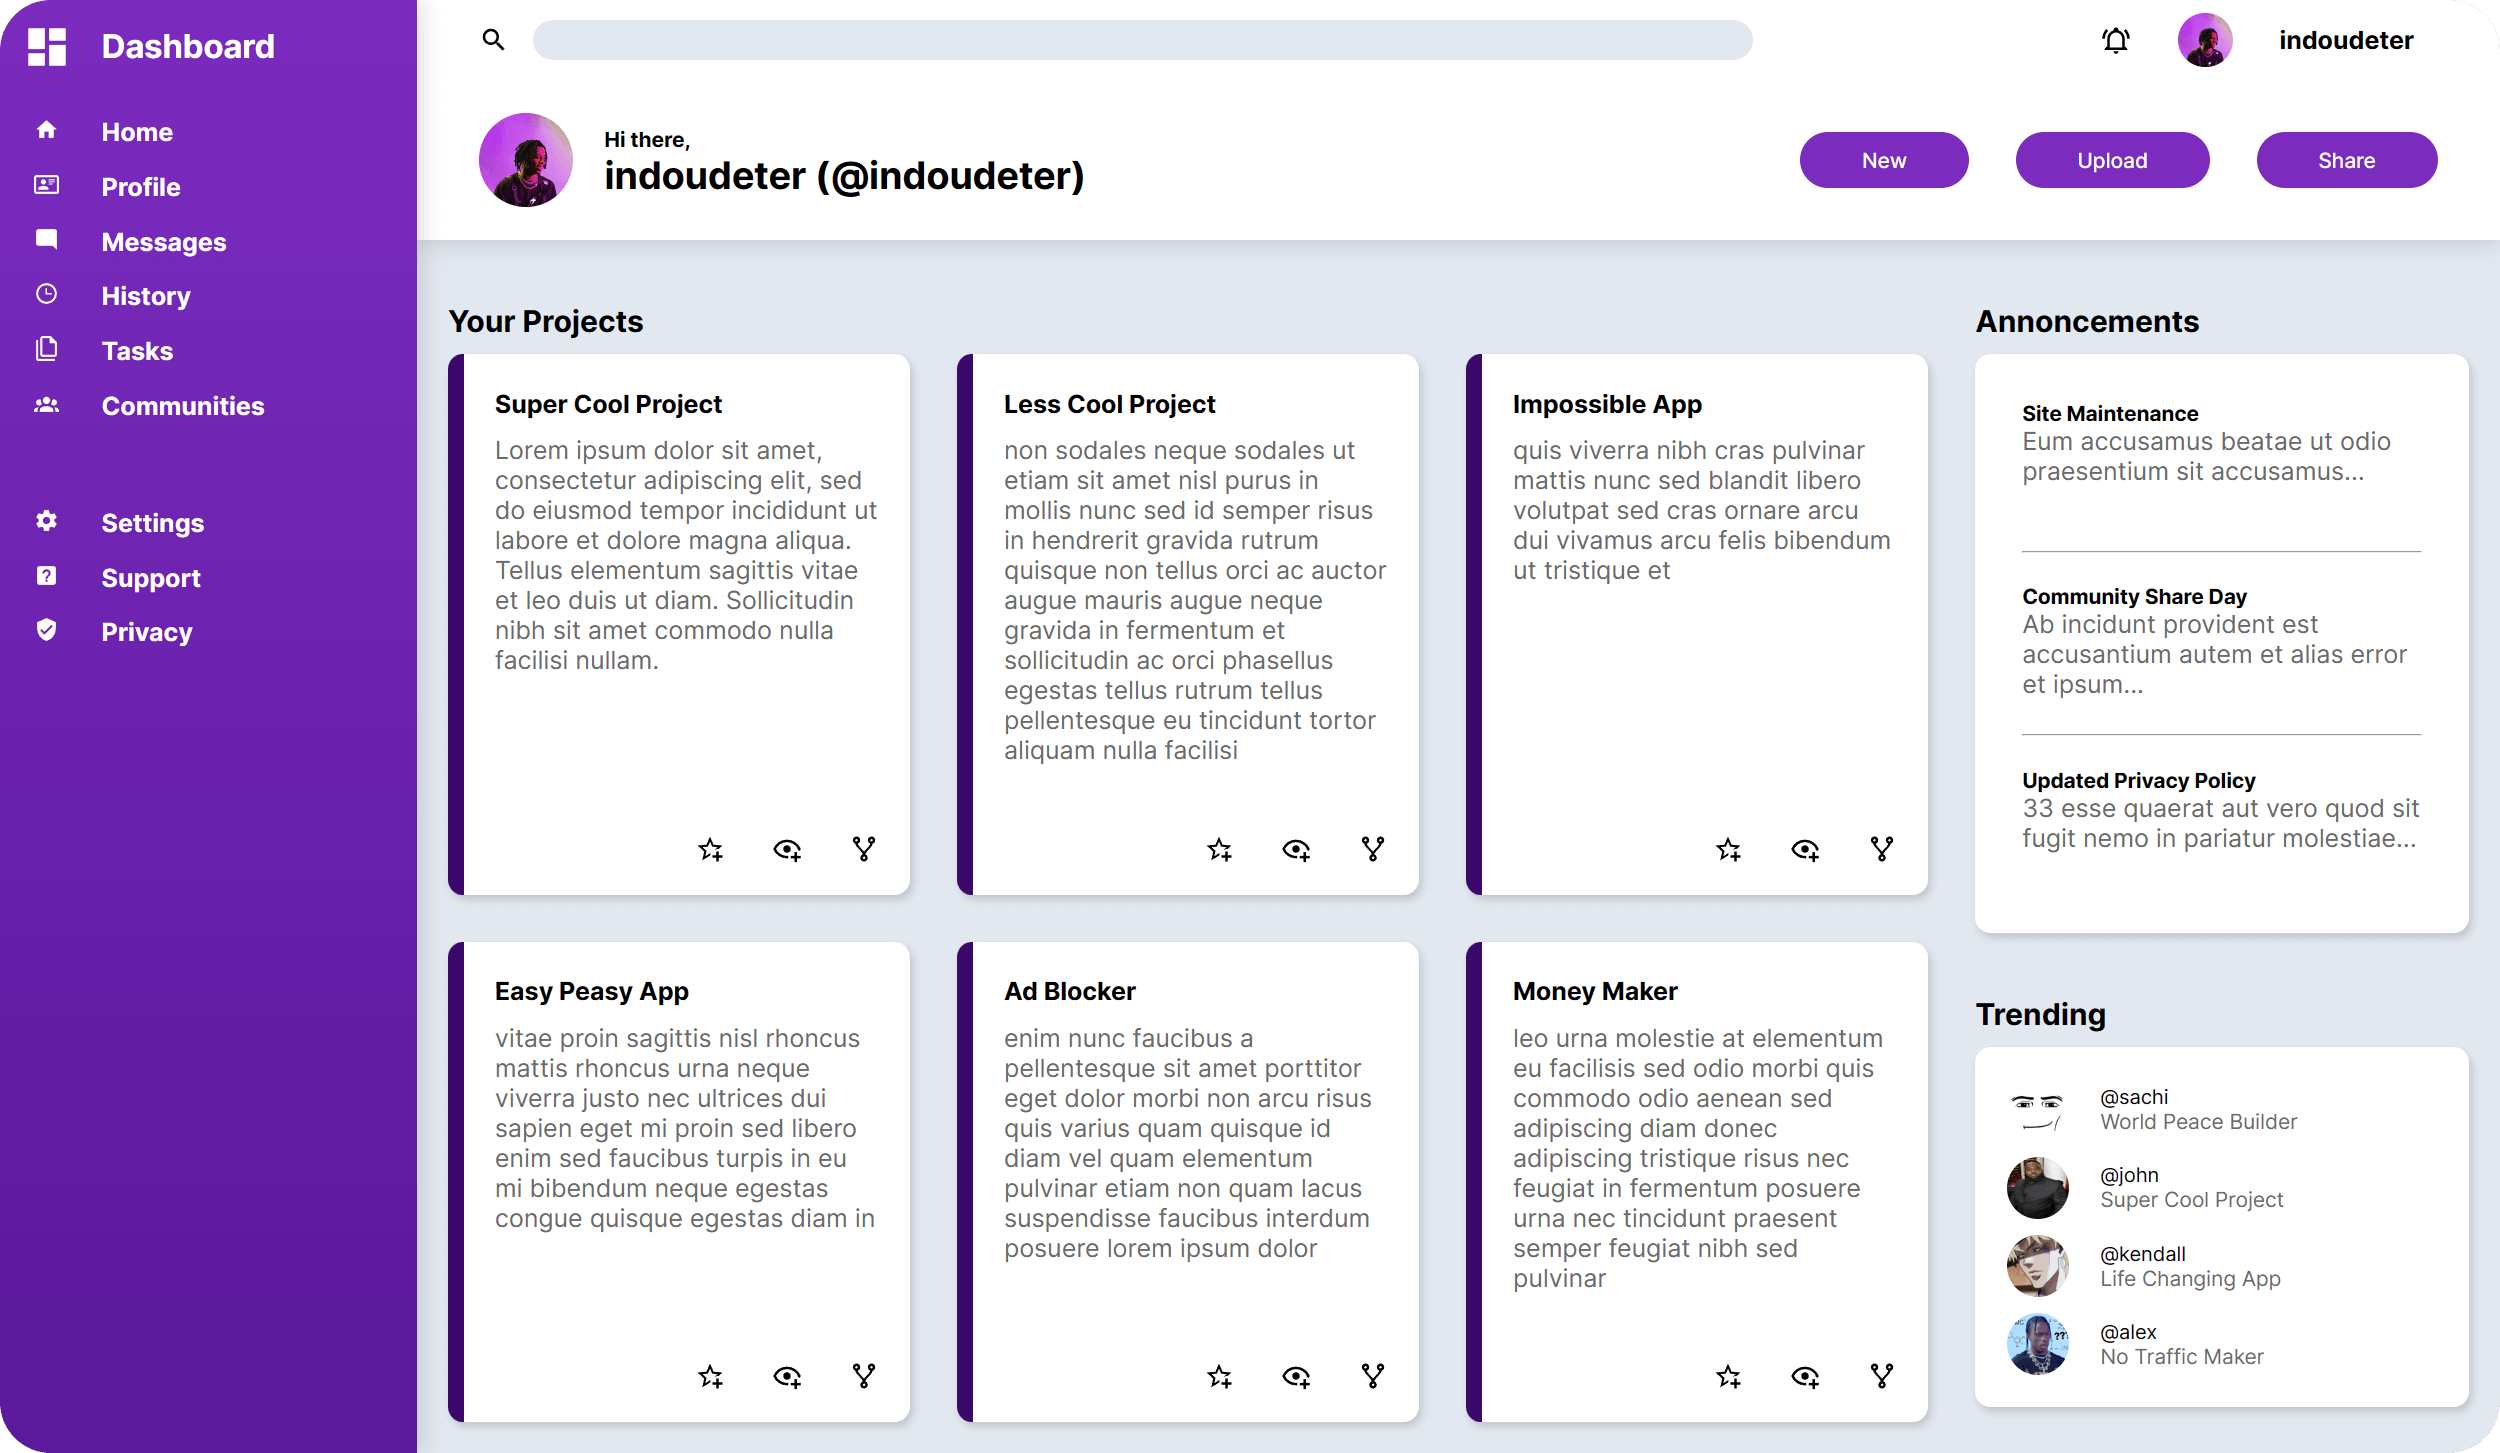 Dashboard
Home
Profile
Messages
History
Tasks
Communities
Settings
Support
Privacy
indoudeter
Hi there,
indoudeter (@indoudeter)
New
Upload
Share
Your Projects
Super Cool Project
Lorem ipsum dolor sit amet,
consectetur adipiscing elit, sed
do eiusmod tempor incididunt ut
labore et dolore magna aliqua.
Tellus elementum sagittis vitae
et leo duis ut diam. Sollicitudin
nibh sit amet commodo nulla
facilisi nullam.
Less Cool Project
non sodales neque sodales ut
etiam sit amet nisl purus in
mollis nunc sed id semper risus
in hendrerit gravida rutrum
quisque non tellus orci ac auctor
augue mauris augue neque
gravida in fermentum et
sollicitudin ac orci phasellus
egestas tellus rutrum tellus
pellentesque eu tincidunt tortor
aliquam nulla facilisi
Impossible App
quis viverra nibh cras pulvinar
mattis nunc sed blandit libero
volutpat sed cras ornare arcu
dui vivamus arcu felis bibendum
ut tristique et
Easy Peasy App
vitae proin sagittis nisl rhoncus
mattis rhoncus urna neque
viverra justo nec ultrices dui
sapien eget mi proin sed libero
enim sed faucibus turpis in eu
mi bibendum neque egestas
congue quisque egestas diam in
Ad Blocker
enim nunc faucibus a
pellentesque sit amet porttitor
eget dolor morbi non arcu risus
quis varius quam quisque id
diam vel quam elementum
pulvinar etiam non quam lacus
suspendisse faucibus interdum
posuere lorem ipsum dolor
Money Maker
leo urna molestie at elementum
eu facilisis sed odio morbi quis
commodo odio aenean sed
adipiscing diam donec
adipiscing tristique risus nec
feugiat in fermentum posuere
urna nec tincidunt praesent
semper feugiat nibh sed
pulvinar
Annoncements
Site Maintenance
Eum accusamus beatae ut odio
praesentium sit accusamus...
Community Share Day
Ab incidunt provident est
accusantium autem et alias error
et ipsum...
Updated Privacy Policy
33 esse quaerat aut vero quod sit
fugit nemo in pariatur molestiae...
Trending
@sachi
World Peace Builder
@john
Super Cool Project
@kendall
Life Changing App
???
@alex
No Traffic Maker